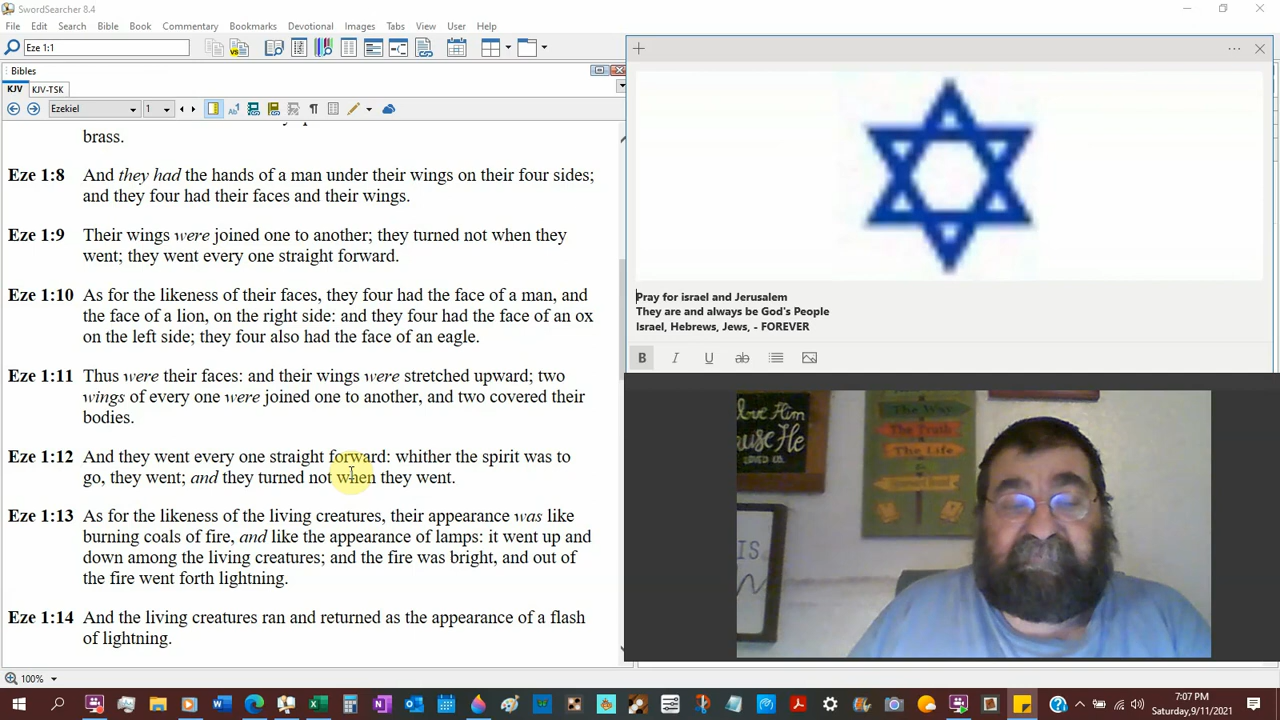 SwordSearcher 8.4
File Edit Search Bible Book Commentary Bookmarks Devotional Images Tabs View User Help
Eze 1:1
Bibles
KJV KJV-TSK
Ezekiel 1
brass.
Eze 1:8 And they had the hands of a man under their wings on their four sides;
and they four had their faces and their wings.
Eze 1:9 Their wings were joined one to another; they turned not when they
went; they went every one straight forward.
Eze 1:10 As for the likeness of their faces, they four had the face of a man, and
the face of a lion, on the right side: and they four had the face of an ox
on the left side; they four also had the face of an eagle.
Eze 1:11 Thus were their faces: and their wings were stretched upward; two
wings of every one were joined one to another, and two covered their
bodies.
Eze 1:12 And they went every one straight forward: whither the spirit was to
go, they went; and they turned not when they went.
Eze 1:13 As for the likeness of the living creatures, their appearance was like
burning coals of fire, and like the appearance of lamps: it went up and
down among the living creatures; and the fire was bright, and out of
the fire went forth lightning.
Eze 1:14 And the living creatures ran and returned as the appearance of a flash
of lightning.
100%
Pray for israel and Jerusalem
They are and always be God's People
Israel, Hebrews, Jews, - FOREVER
B I U ab
Love Him
cause He
The Way
The Truth
The Life
IS
7:07 PM
Saturday,9/11/2021